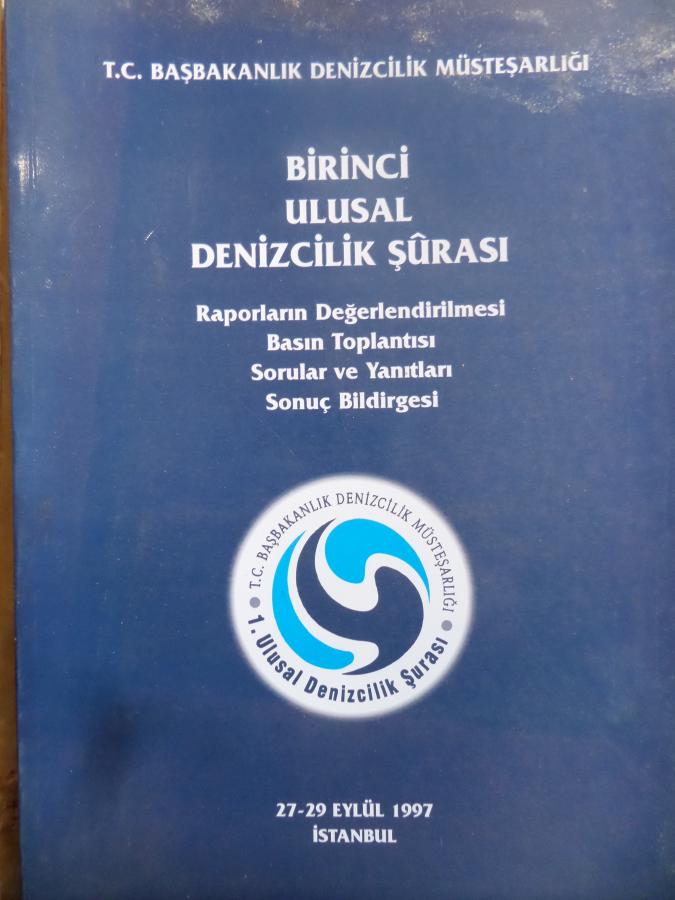 T.C. BAŞBAKANLIK DENİZCİLİK MÜSTEŞARLIĞI
BİRİNCİ
ULUSAL
DENİZCİLİK ŞÛRASI
Raporların Değerlendirilmesi
Basın Toplantısı
Sorular ve Yanıtları
Sonuç Bildirgesi
T.C. BAŞBAKANLIK DENİZCİLİK MÜSTEŞARLIĞI
1. Ulusal Denizcilik Şurası
27-29 EYLÜL 1997
İSTANBUL